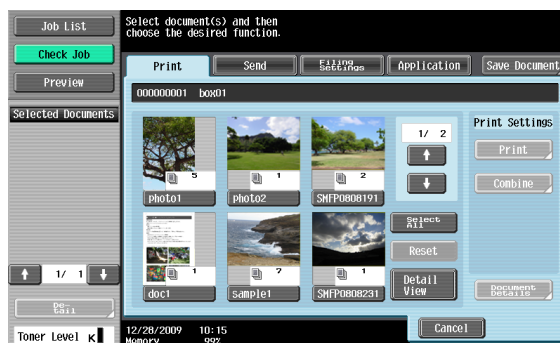 Job List
Check Job
Preview
Selected Documents
1/ 1
De-
tail
Toner Level K
Select document(s) and then
choose the desired function.
Print
Send
Filing
Settings
Application
Save Document
000000001 box01
5
photo1
1
photo2
2
SMFP0808191
1
doc1
7
sample1
1
SMFP0808231
1/ 2
Select
All
Reset
Detail
View
Print Settings
Print
Combine
Document
Details
12/28/2009 10:15
Memory 99%
Cancel